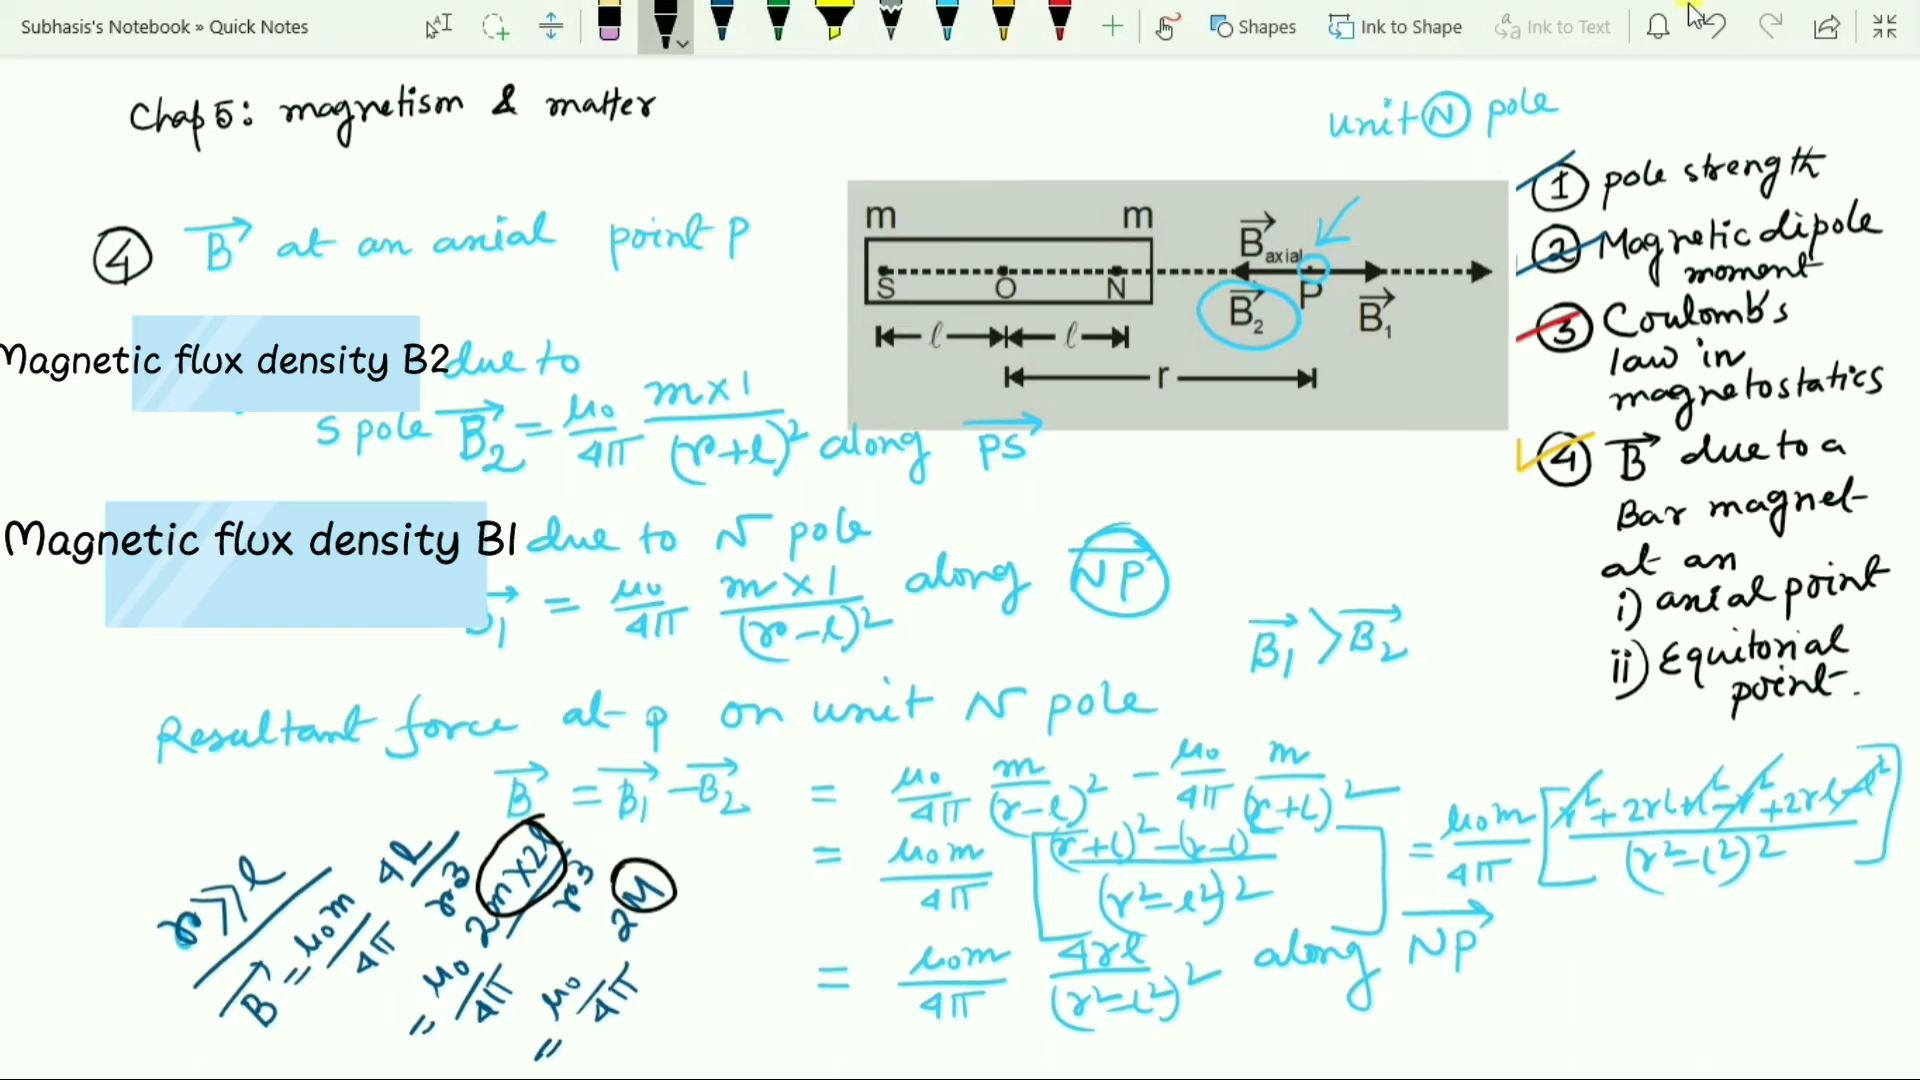 Subhasis's Notebook » Quick Notes
Shapes
Ink to Shape
Ink to Text
Chap 5: magnetism & matter
unit N pole
④ B at an axial point P
m m
B axial
S O N P
B2 B1
l l
r
Magnetic flux density B2 due to
S pole B2 = μ0/4π m×1/(r+l)² along PS
Magnetic flux density B1 due to N pole
B1 = μ0/4π m×1/(r-l)² along NP
B1 > B2
Resultant force at p on unit N pole
B = B1 - B2 = μ0/4π m/(r-l)² - μ0/4π m/(r+l)²
= μ0m/4π [(r+l)²-(r-l)²/(r²-l²)²] = μ0m/4π [r²+2rl+l²-r²+2rl-l²/(r²-l²)²]
= μ0m/4π 4rl/(r²-l²)² along NP
r>>l
B = μ0m/4π 4l/r3
= μ0/4π 2m×2l/r3
= μ0/4π 2M
① pole strength
② Magnetic dipole
moment
③ Coulomb's
law in
magnetostatics
④ B due to a
Bar magnet
at an
i) axial point
ii) Equitorial
point.